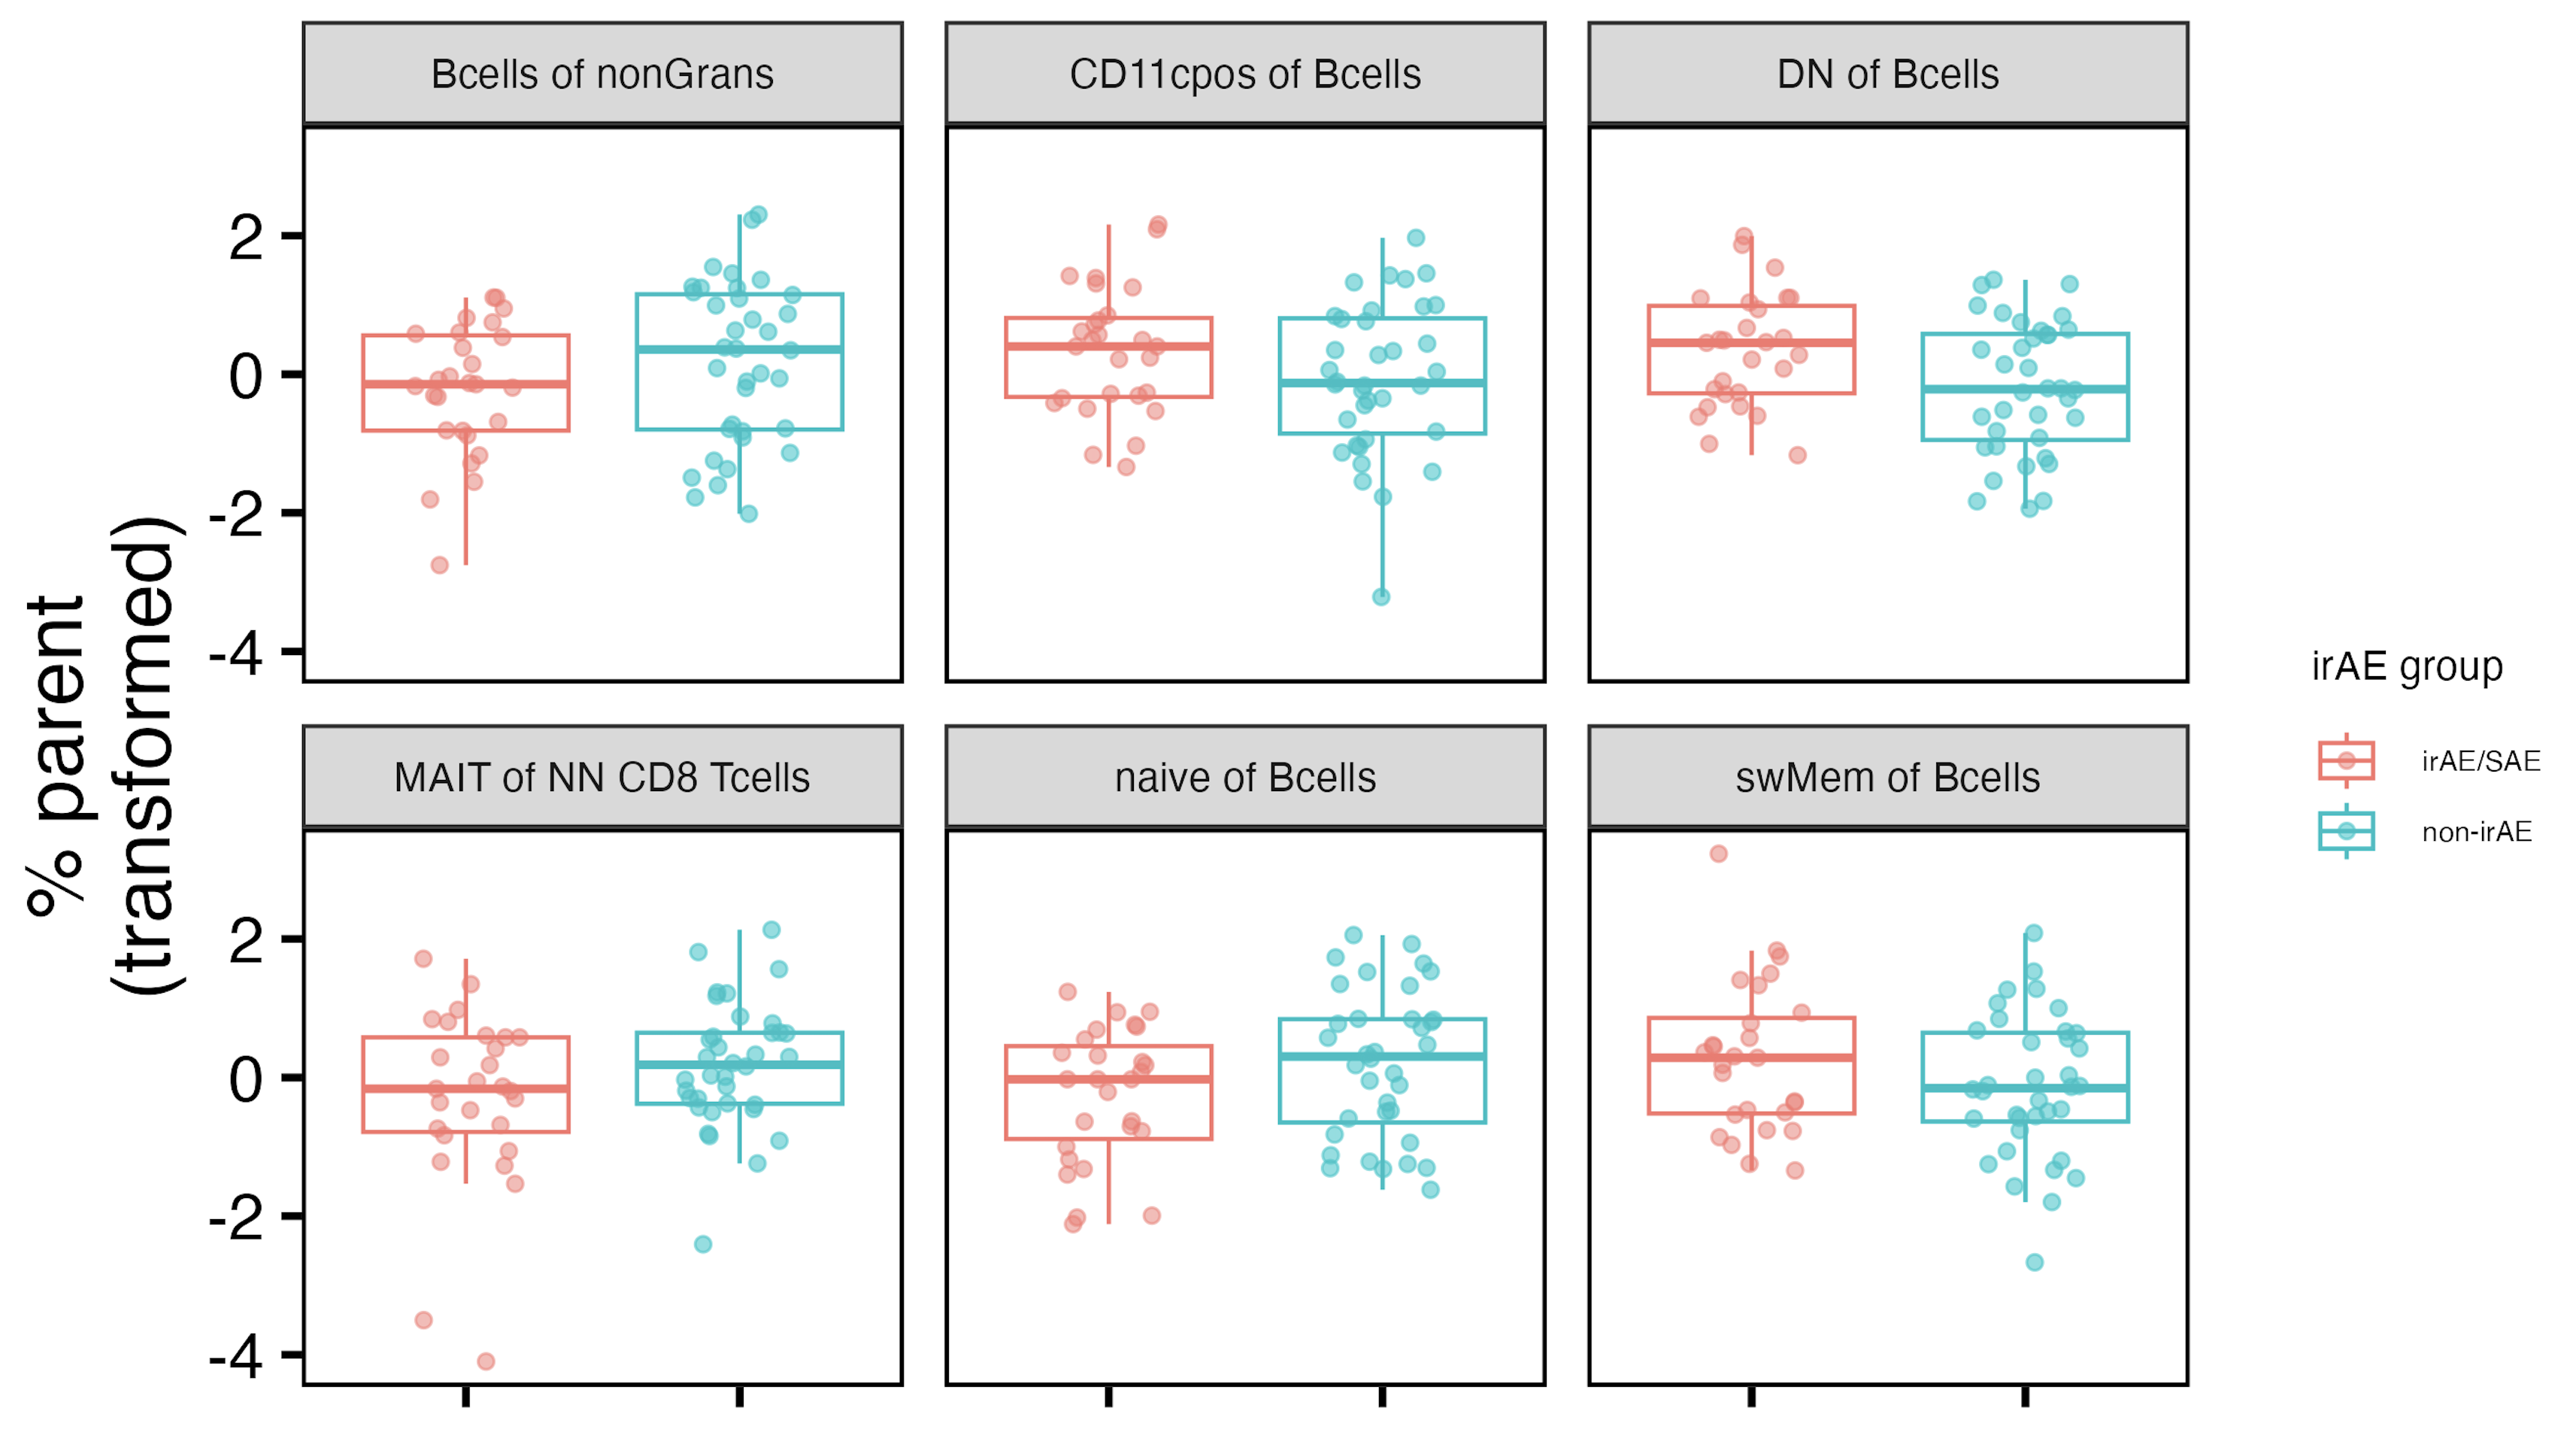 Bcells of nonGrans
CD11cpos of Bcells
DN of Bcells
2
0
-2
-4
% parent
(transformed)
MAIT of NN CD8 Tcells
naive of Bcells
swMem of Bcells
2
0
-2
-4
irAE group
irAE/SAE
non-irAE